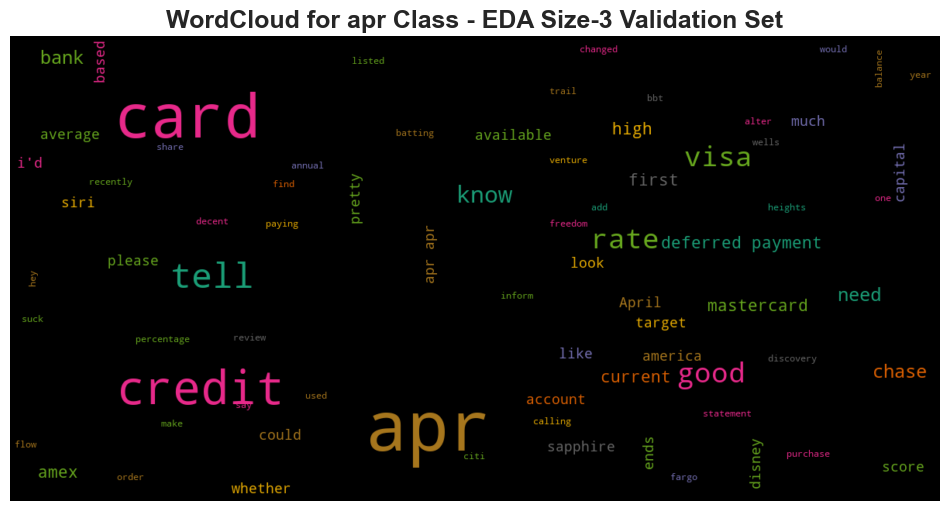 WordCloud for apr Class - EDA Size-3 Validation Set
bank
based
listed
changed
would
balance
year
card
trail
bbt
average
share
batting
available
high
alter
much
wells
i'd
annual
venture
visa
capital
recently
find
pretty
know
first
one
siri
decent
paying
add
heights
freedom
apr apr
rate
deferred payment
please
tell
look
hey
inform
April
mastercard
need
suck
target
percentage
review
like
america
discovery
credit
say
used
current
good
chase
account
statement
make
apr
calling
flow
could
citi
sapphire
ends
disney
purchase
score
amex
order
whether
fargo